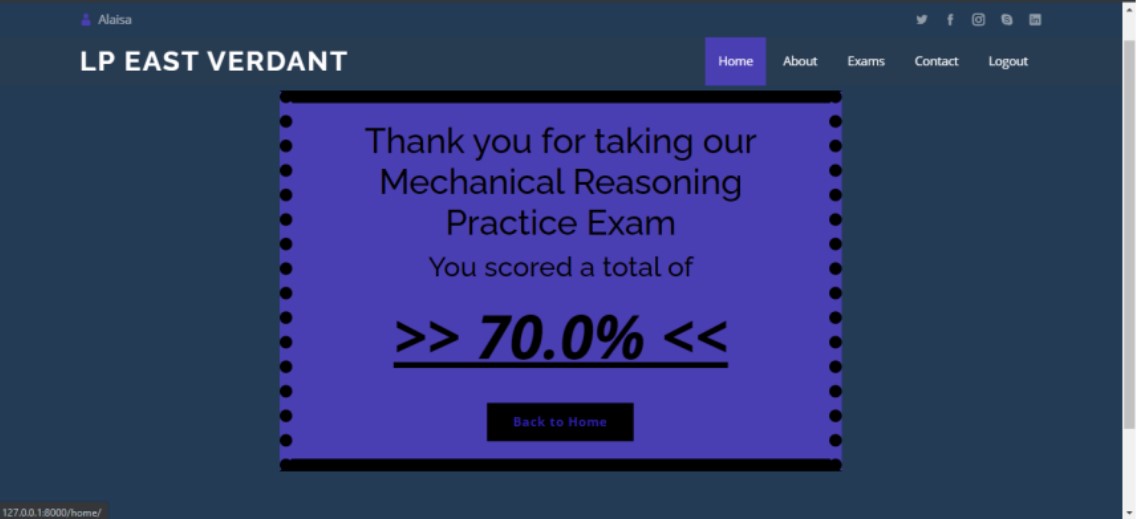 Alaisa
LP EAST VERDANT
Home About Exams Contact Logout
Thank you for taking our
Mechanical Reasoning
Practice Exam
You scored a total of
>> 70.0% <<
Back to Home
127.0.0.1:8000/home/